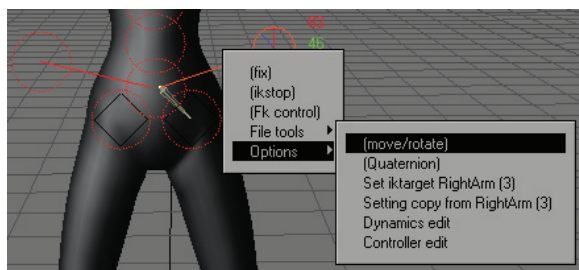 93
46
(fix)
(ikstop)
(Fk control)
File tools
Options
(move/rotate)
(Quaternion)
Set iktarget RightArm (3)
Setting copy from RightArm (3)
Dynamics edit
Controller edit